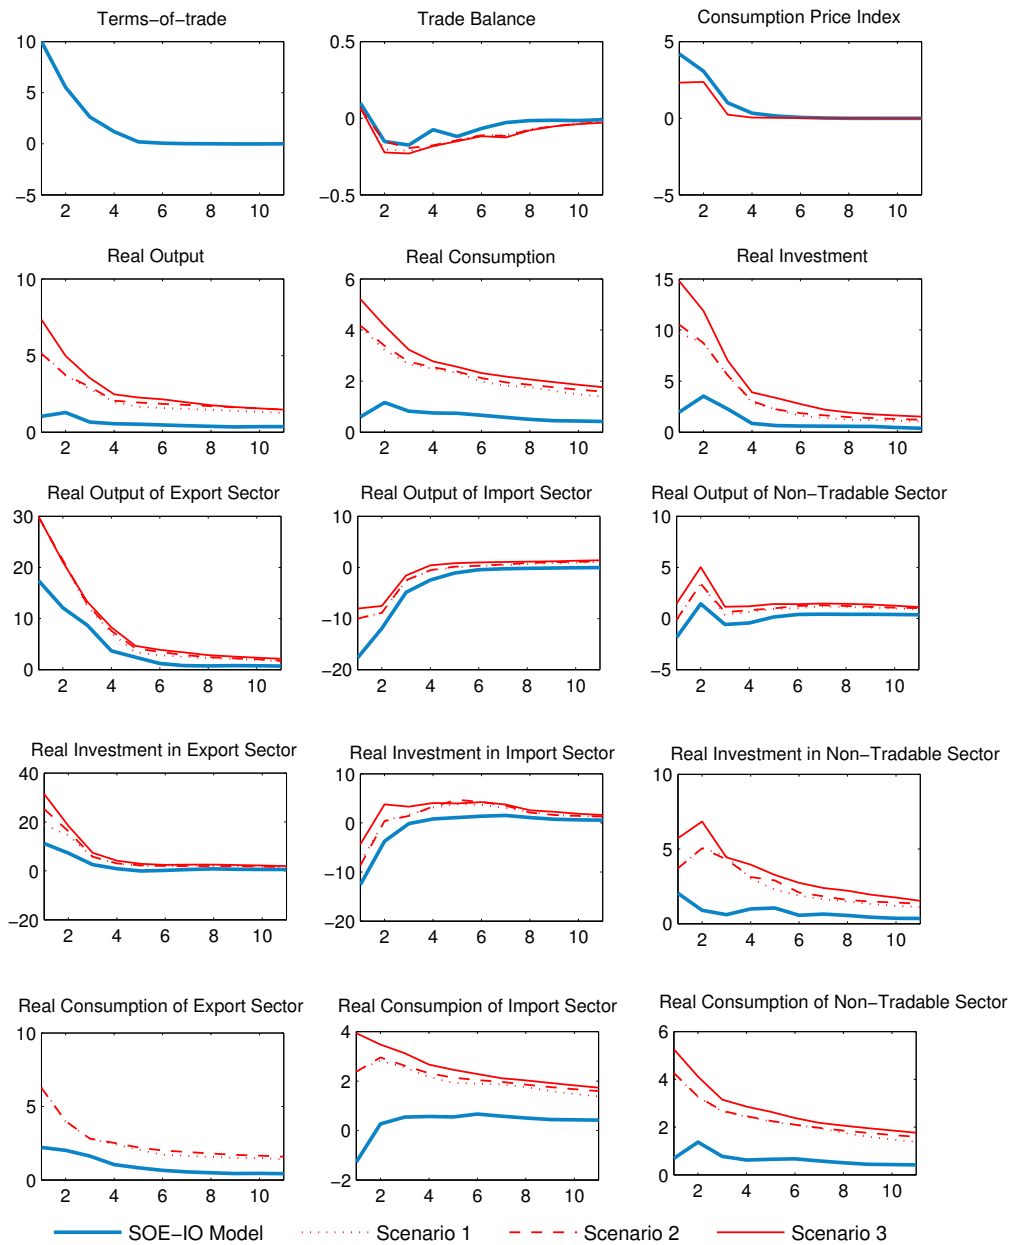 Terms−of−trade
Trade Balance
Consumption Price Index
10
5
0
−5
2 4 6 8 10
0.5
0
−0.5
2 4 6 8 10
5
0
−5
2 4 6 8 10
Real Output
Real Consumption
Real Investment
10
5
0
2 4 6 8 10
6
4
2
0
2 4 6 8 10
15
10
5
0
2 4 6 8 10
Real Output of Export Sector
Real Output of Import Sector
Real Output of Non−Tradable Sector
30
20
10
0
2 4 6 8 10
10
0
−10
−20
2 4 6 8 10
10
5
0
−5
2 4 6 8 10
Real Investment in Export Sector
Real Investment in Import Sector
Real Investment in Non−Tradable Sector
40
20
0
−20
2 4 6 8 10
10
0
−10
−20
2 4 6 8 10
10
5
0
2 4 6 8 10
Real Consumption of Export Sector
Real Consumpion of Import Sector
Real Consumption of Non−Tradable Sector
10
5
0
2 4 6 8 10
4
2
0
−2
2 4 6 8 10
6
4
2
0
2 4 6 8 10
SOE−IO Model
Scenario 1
Scenario 2
Scenario 3